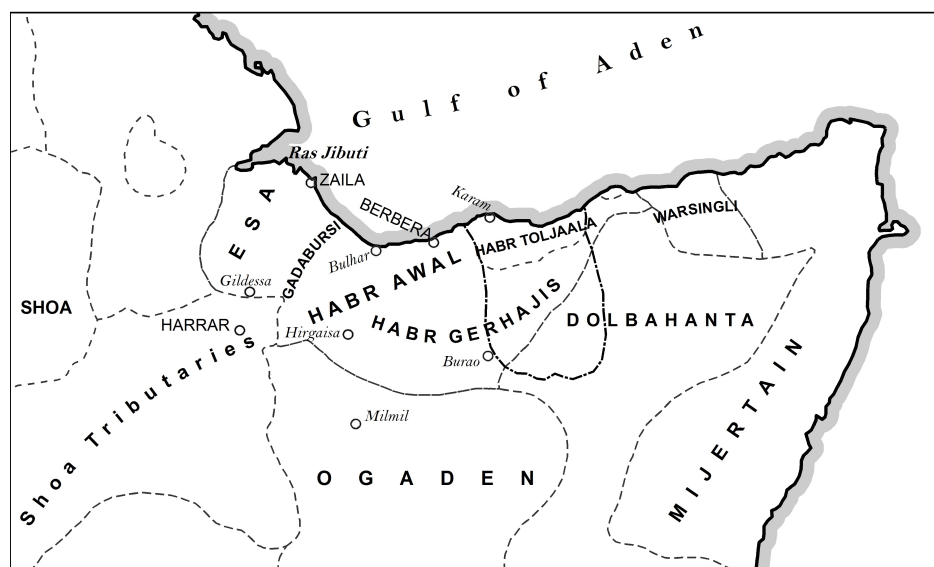 Gulf of Aden
Ras Jibuti
ZAILA
ESA
Karam
BERBERA
WARSINGLI
GADABURSI
HABR TOLJAALA
Bulhar
HABR AWAL
Gildessa
SHOA
HARRAR
Hirgaisa
HABR GERHAJIS
DOLBAHANTA
Burao
Shoa Tributaries
Milmil
MIJERTAIN
OGADEN